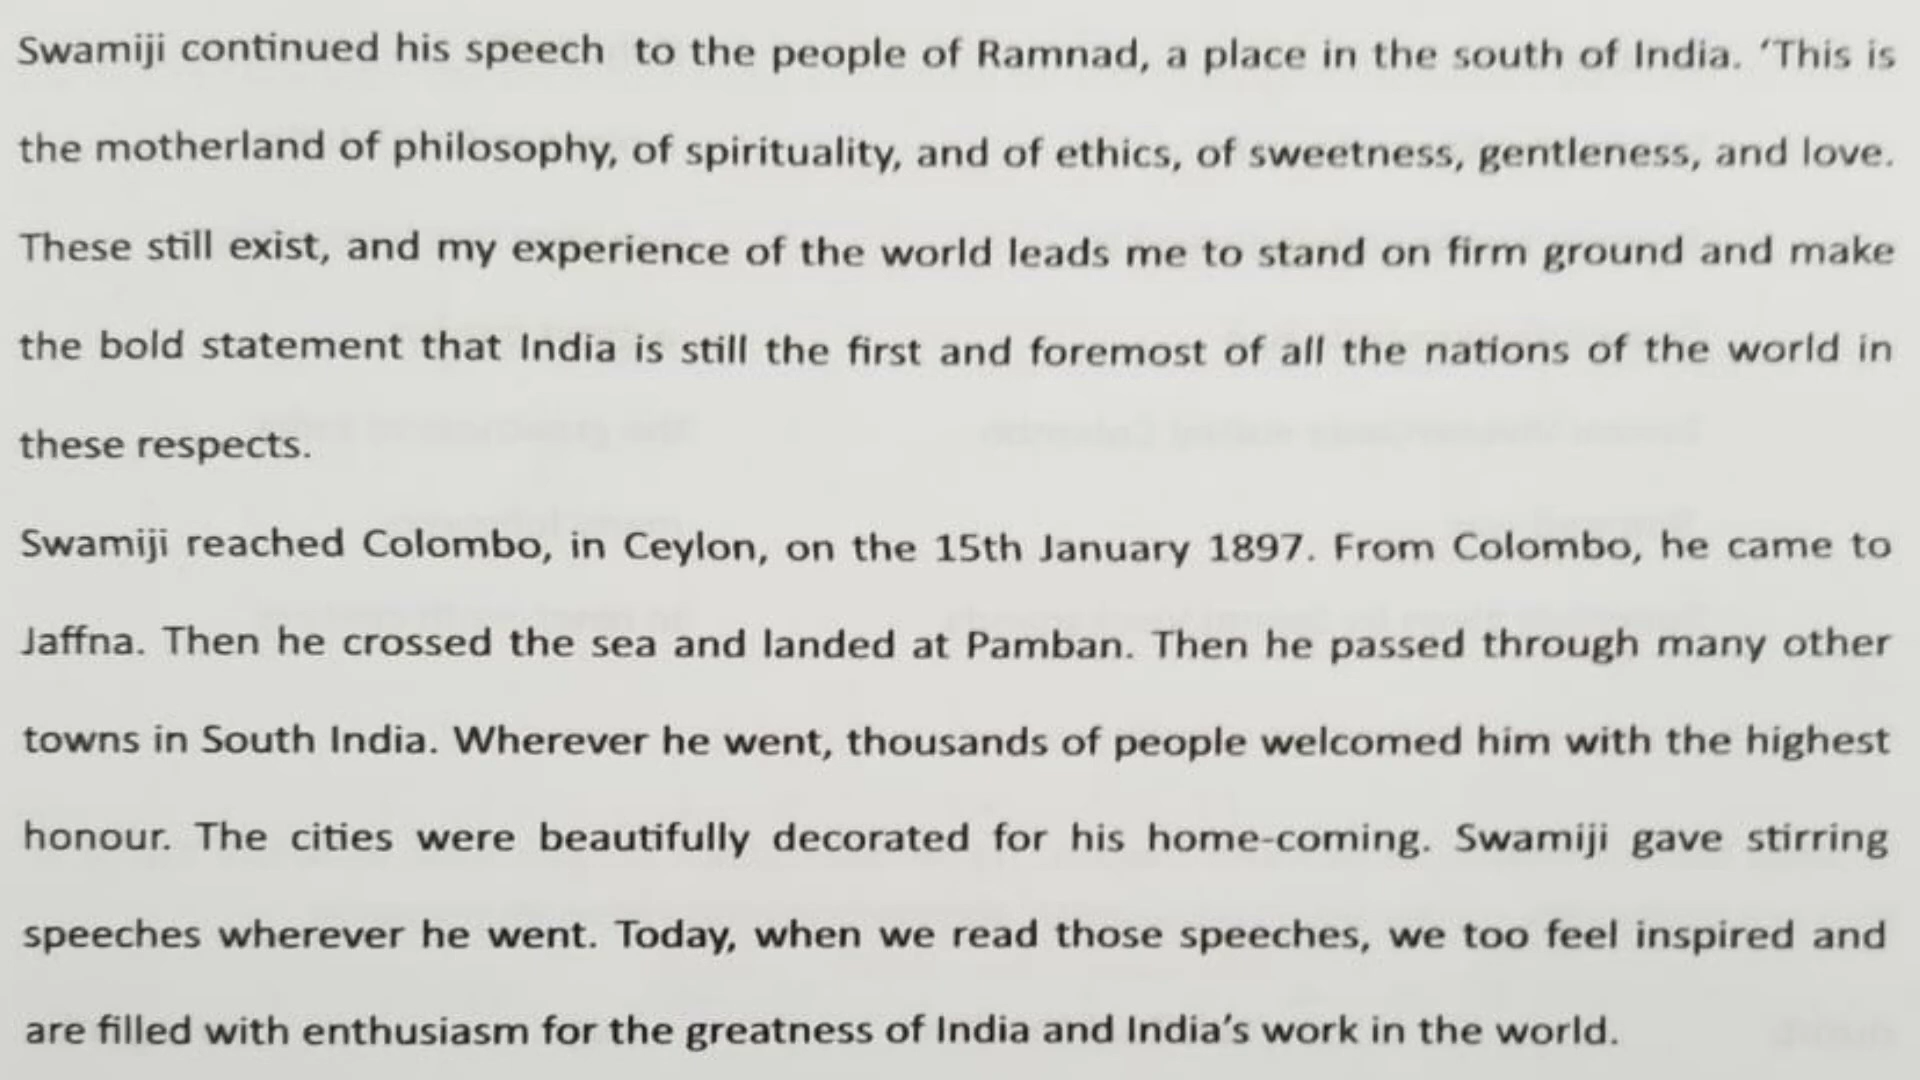 Swamiji continued his speech to the people of Ramnad, a place in the south of India. ‘This is
the motherland of philosophy, of spirituality, and of ethics, of sweetness, gentleness, and love.
These still exist, and my experience of the world leads me to stand on firm ground and make
the bold statement that India is still the first and foremost of all the nations of the world in
these respects.
Swamiji reached Colombo, in Ceylon, on the 15th January 1897. From Colombo, he came to
Jaffna. Then he crossed the sea and landed at Pamban. Then he passed through many other
towns in South India. Wherever he went, thousands of people welcomed him with the highest
honour. The cities were beautifully decorated for his home-coming. Swamiji gave stirring
speeches wherever he went. Today, when we read those speeches, we too feel inspired and
are filled with enthusiasm for the greatness of India and India’s work in the world.